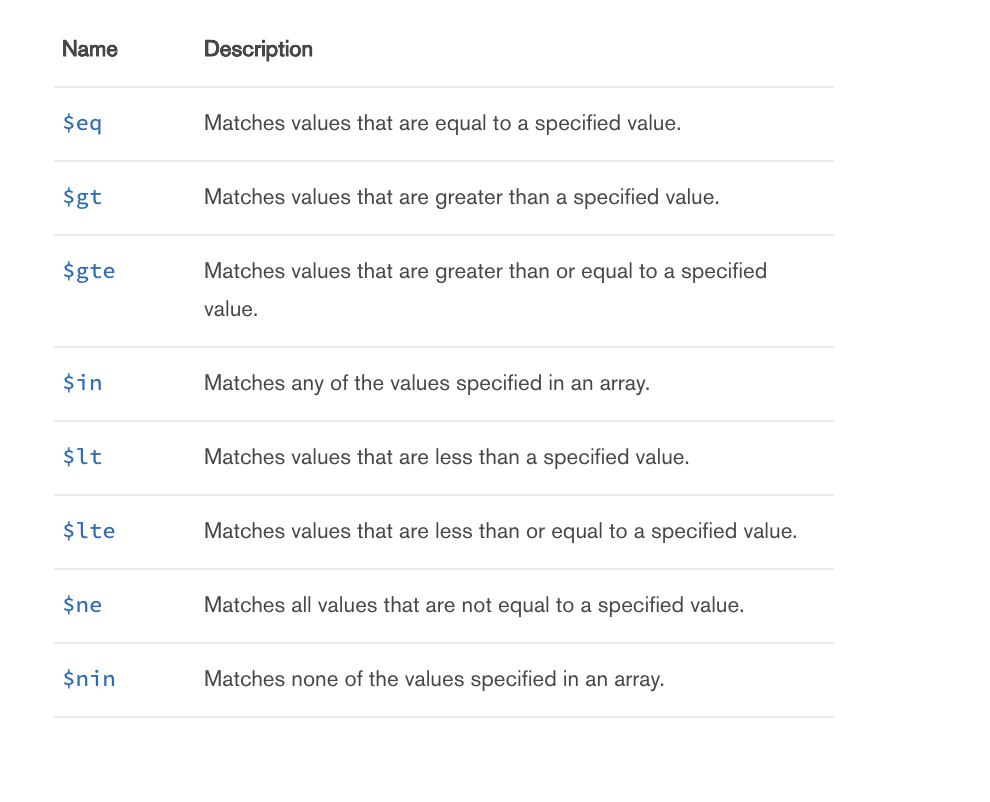 Name Description
$eq Matches values that are equal to a specified value.
$gt Matches values that are greater than a specified value.
$gte Matches values that are greater than or equal to a specified
value.
$in Matches any of the values specified in an array.
$lt Matches values that are less than a specified value.
$lte Matches values that are less than or equal to a specified value.
$ne Matches all values that are not equal to a specified value.
$nin Matches none of the values specified in an array.